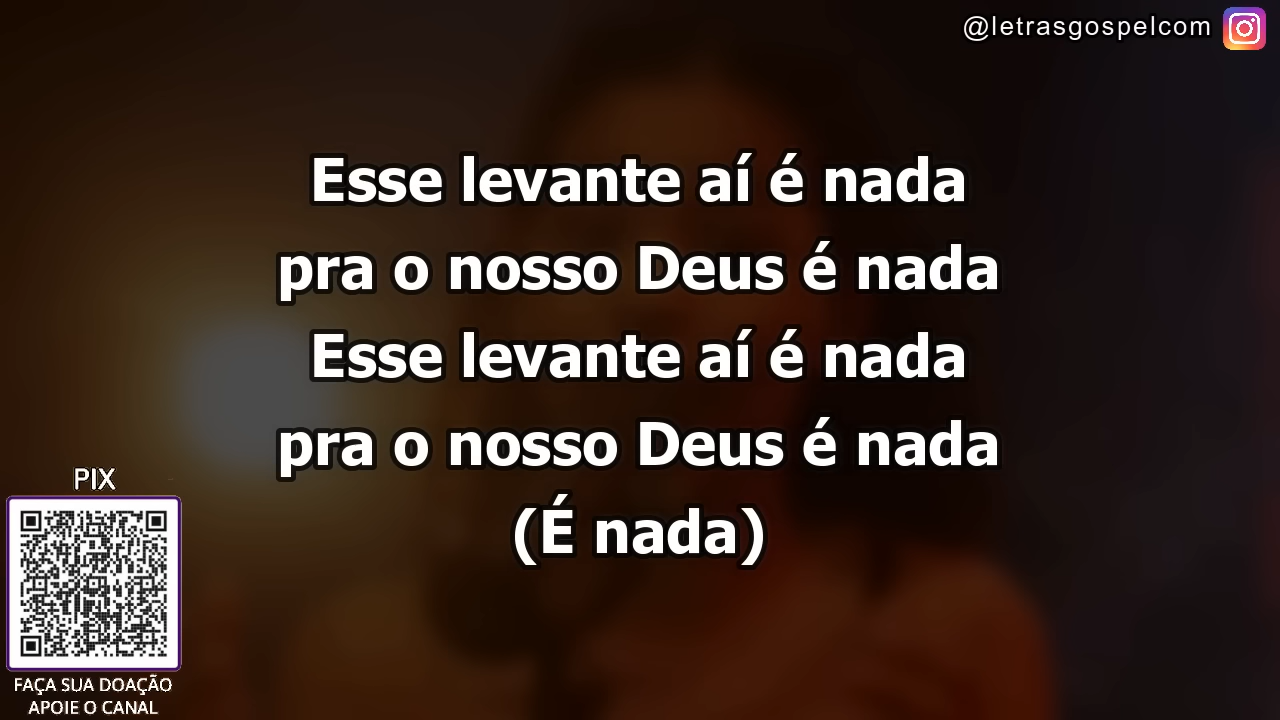 @letrasgospelcom
Esse levante aí é nada
pra o nosso Deus é nada
Esse levante aí é nada
pra o nosso Deus é nada
(É nada)
PIX
FAÇA SUA DOAÇÃO
APOIE O CANAL